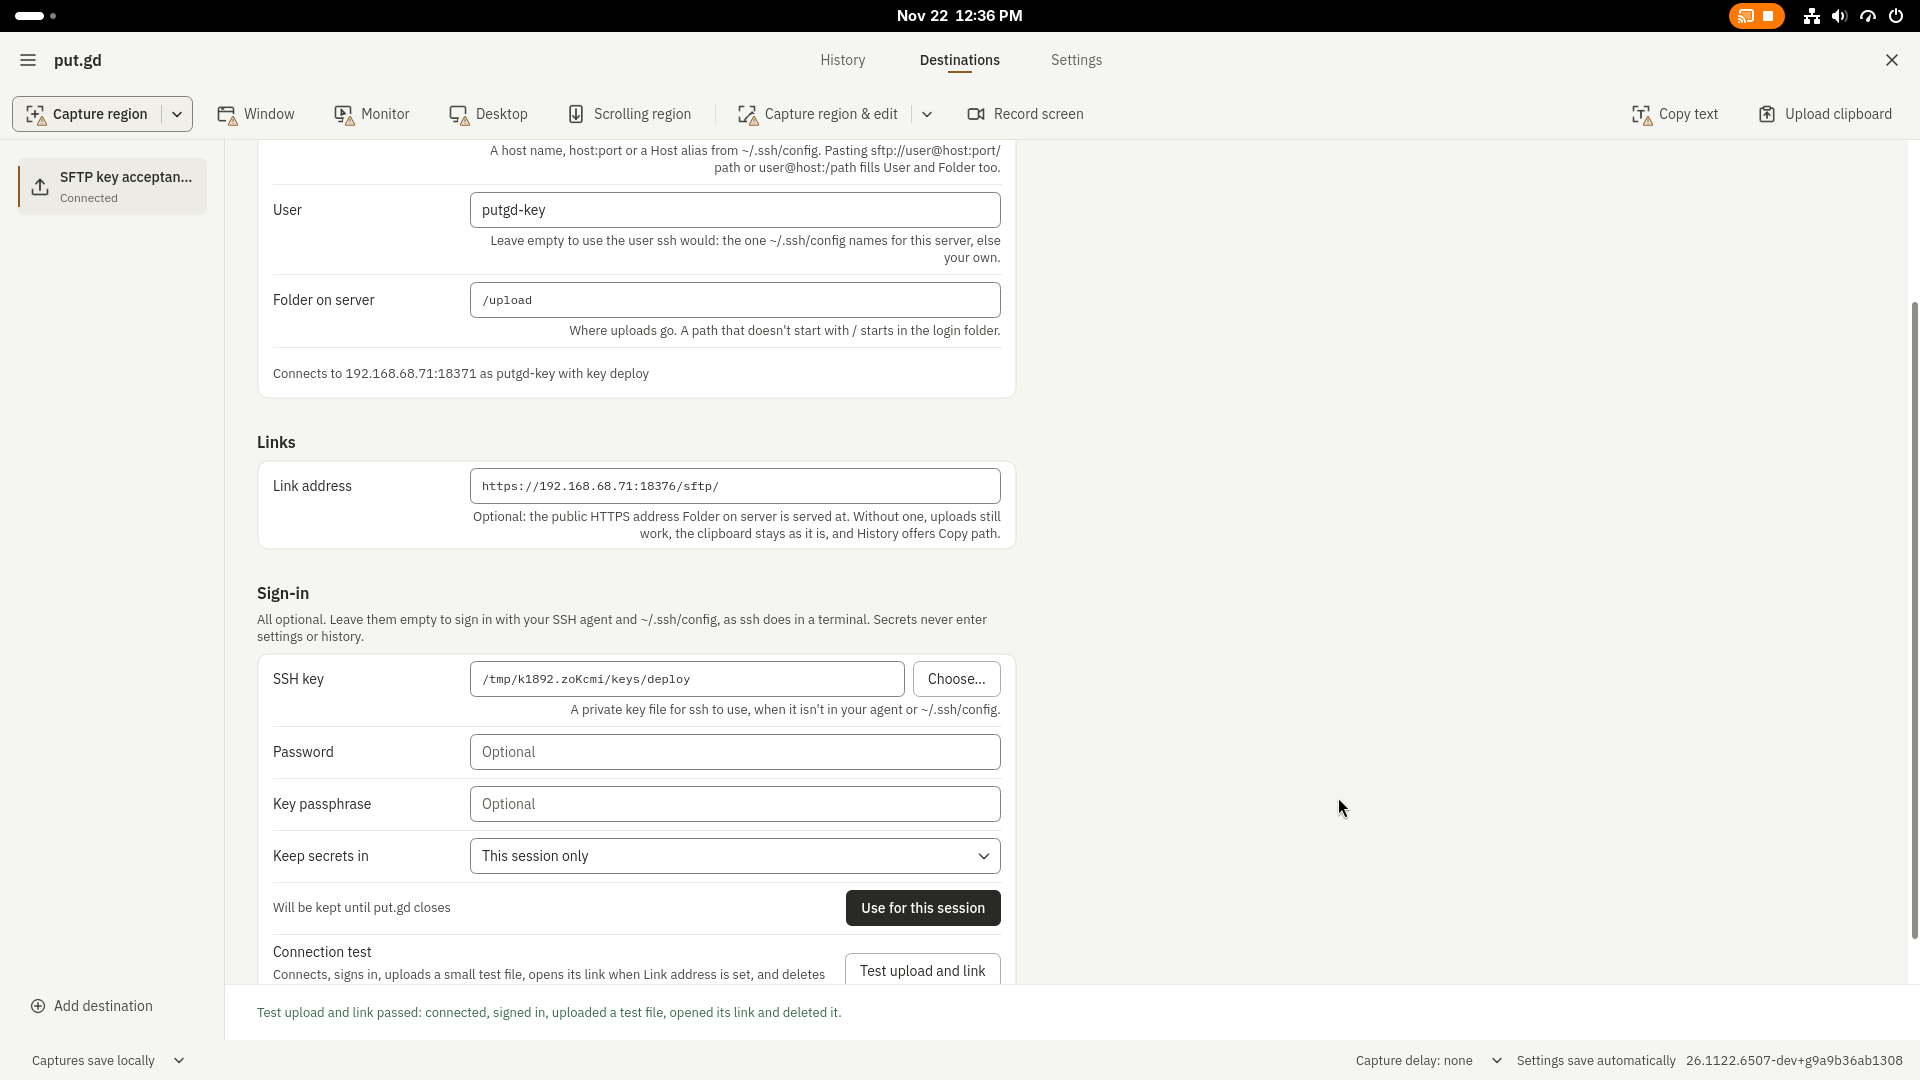 Nov 22 12:36 PM
put.gd
History
Destinations
Settings
Capture region
Window
Monitor
Desktop
Scrolling region
Capture region & edit
Record screen
Copy text
Upload clipboard
SFTP key acceptan...
Connected
A host name, host:port or a Host alias from ~/.ssh/config. Pasting sftp://user@host:port/
path or user@host:/path fills User and Folder too.
User
putgd-key
Leave empty to use the user ssh would: the one ~/.ssh/config names for this server, else
your own.
Folder on server
/upload
Where uploads go. A path that doesn't start with / starts in the login folder.
Connects to 192.168.68.71:18371 as putgd-key with key deploy
Links
Link address
https://192.168.68.71:18376/sftp/
Optional: the public HTTPS address Folder on server is served at. Without one, uploads still
work, the clipboard stays as it is, and History offers Copy path.
Sign-in
All optional. Leave them empty to sign in with your SSH agent and ~/.ssh/config, as ssh does in a terminal. Secrets never enter
settings or history.
SSH key
/tmp/k1892.zoKcmi/keys/deploy
Choose...
A private key file for ssh to use, when it isn't in your agent or ~/.ssh/config.
Password
Optional
Key passphrase
Optional
Keep secrets in
This session only
Will be kept until put.gd closes
Use for this session
Connection test
Connects, signs in, uploads a small test file, opens its link when Link address is set, and deletes
Test upload and link
Add destination
Test upload and link passed: connected, signed in, uploaded a test file, opened its link and deleted it.
Captures save locally
Capture delay: none
Settings save automatically
26.1122.6507-dev+g9a9b36ab1308